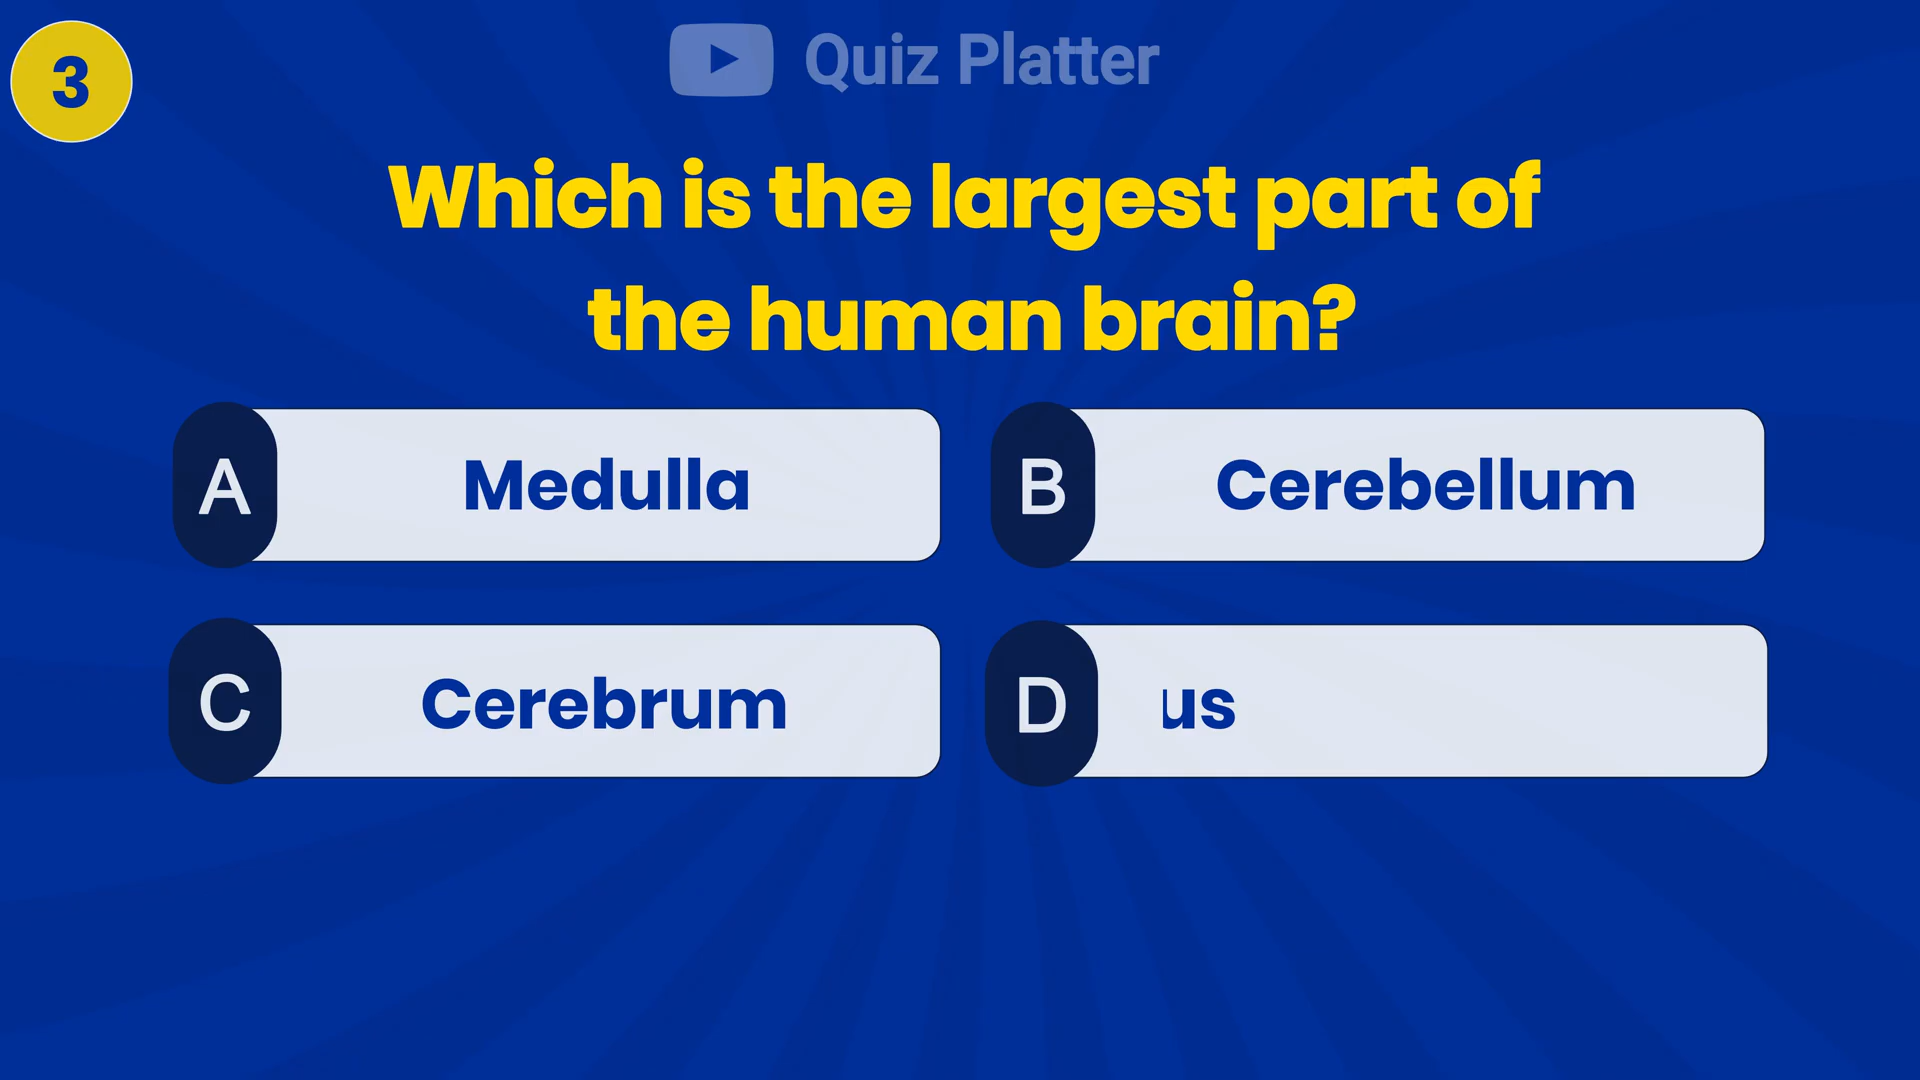 3
Quiz Platter
Which is the largest part of
the human brain?
A Medulla
B Cerebellum
C Cerebrum
D us